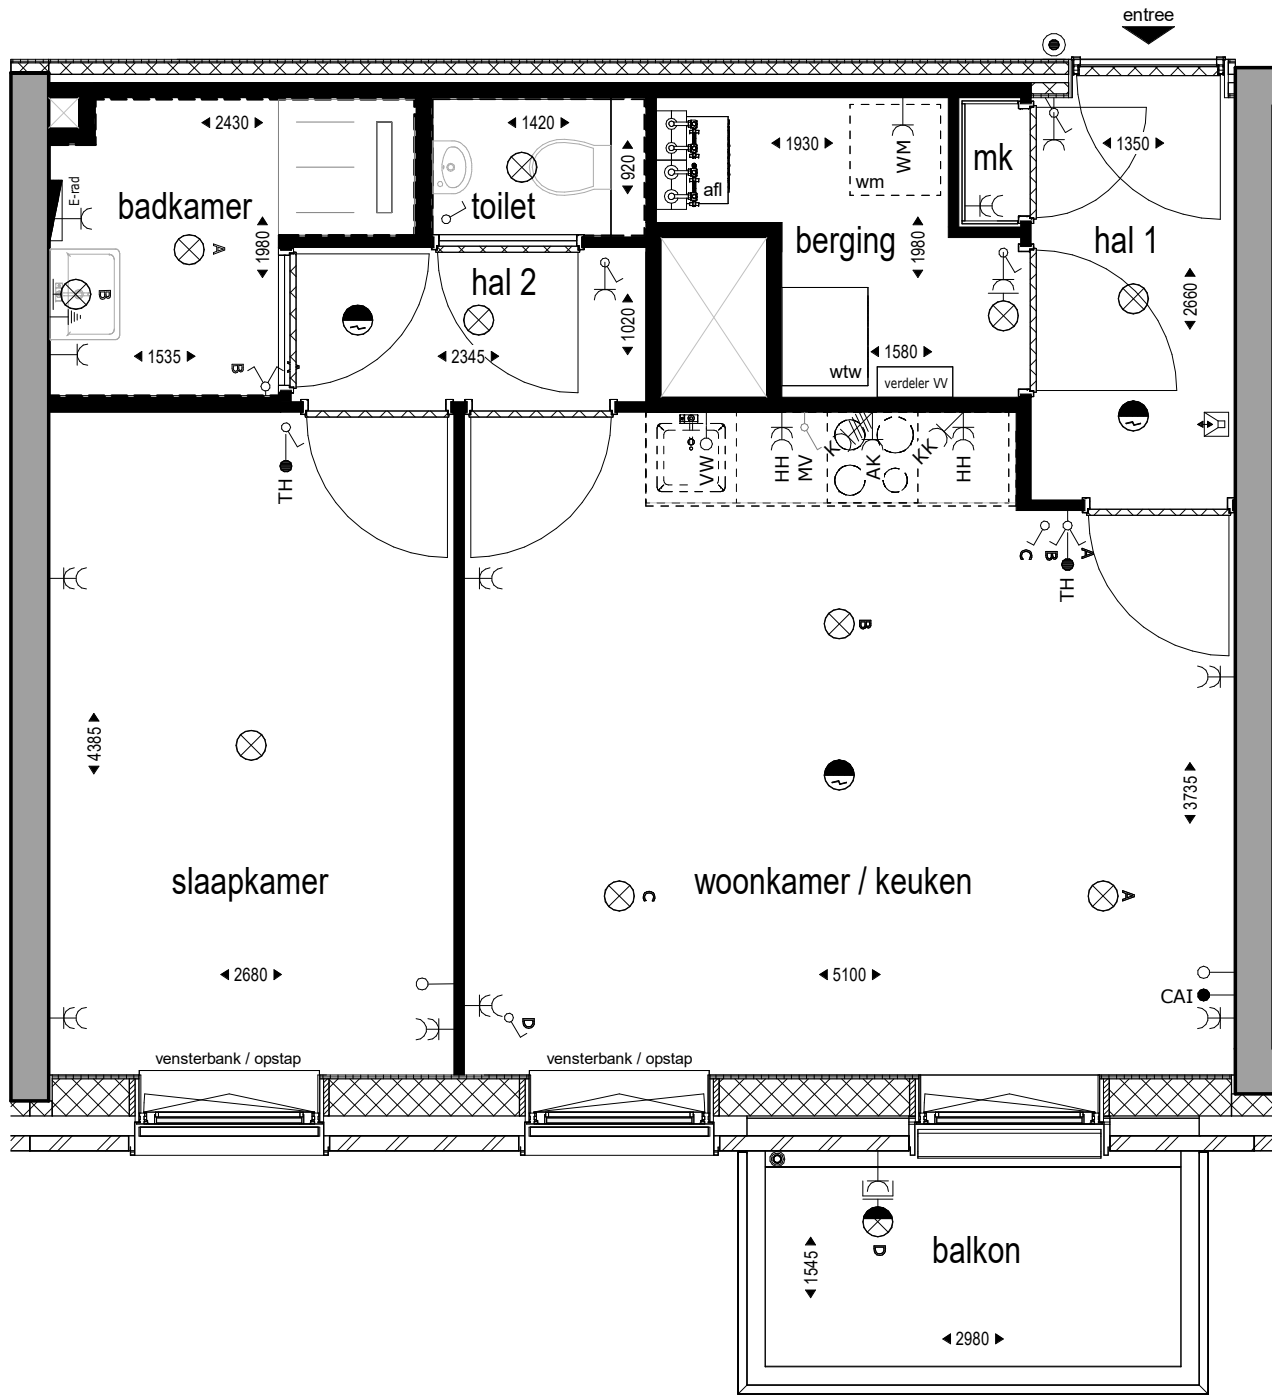 entree
2430
1420
920
1930
WM
wm
afl
mk
1350
E-rad
badkamer
toilet
A
1980
berging
1980
hal 1
hal 2
B
1020
2660
1535
B
2345
1580
wtw
verdeler VV
TH
VW
HH
MV
K
AK
KK
HH
C
B
A
TH
B
4385
3735
slaapkamer
woonkamer / keuken
C
A
2680
5100
CAI
D
vensterbank / opstap
vensterbank / opstap
D
1545
balkon
2980